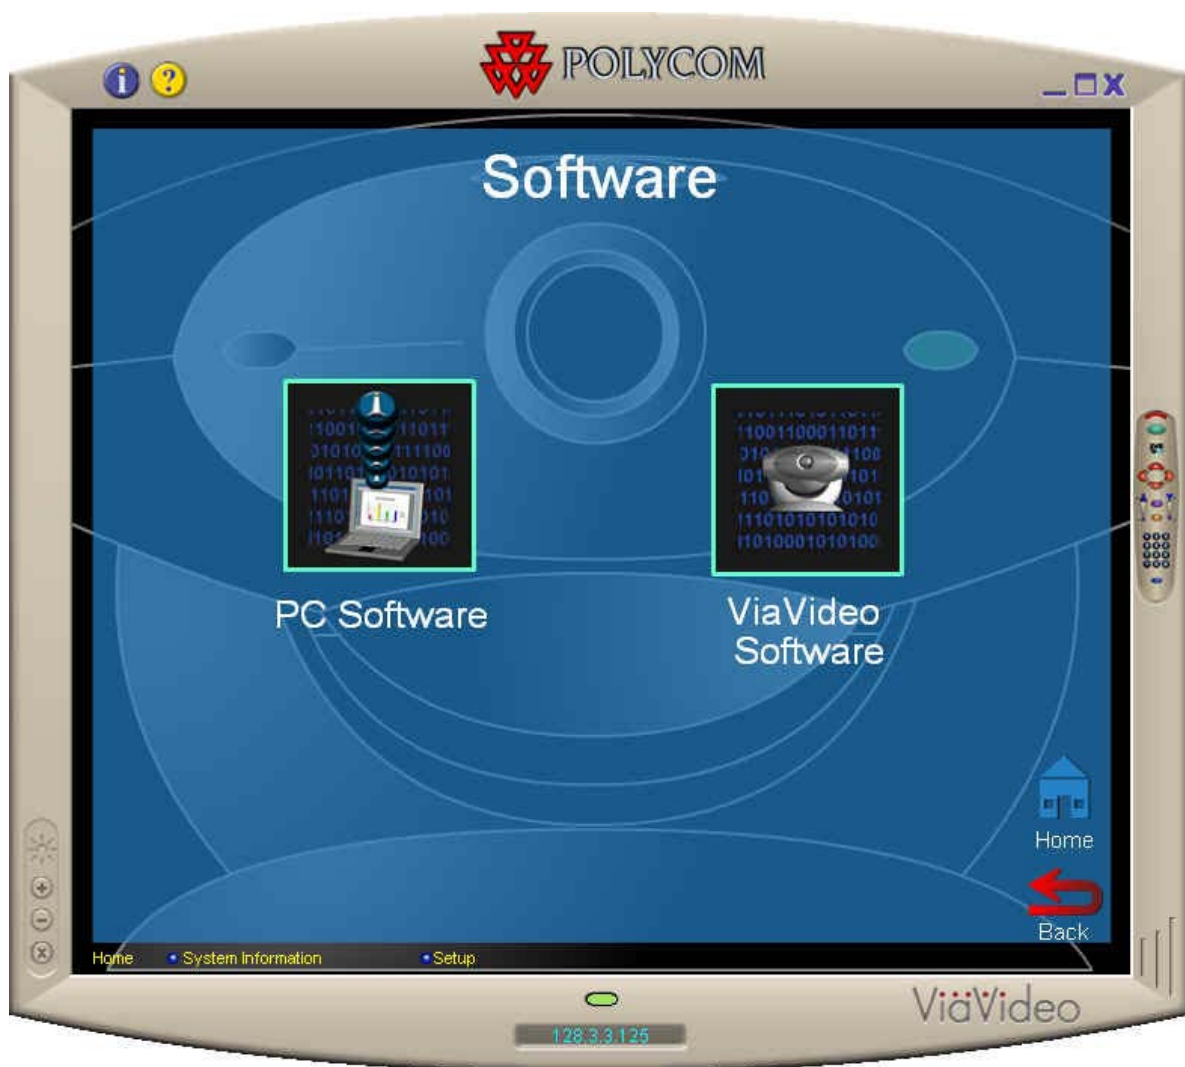 POLYCOM
Software
PC Software
ViaVideo
Software
Home
Back
Home
System Information
Setup
ViaVideo
128.3.3.125